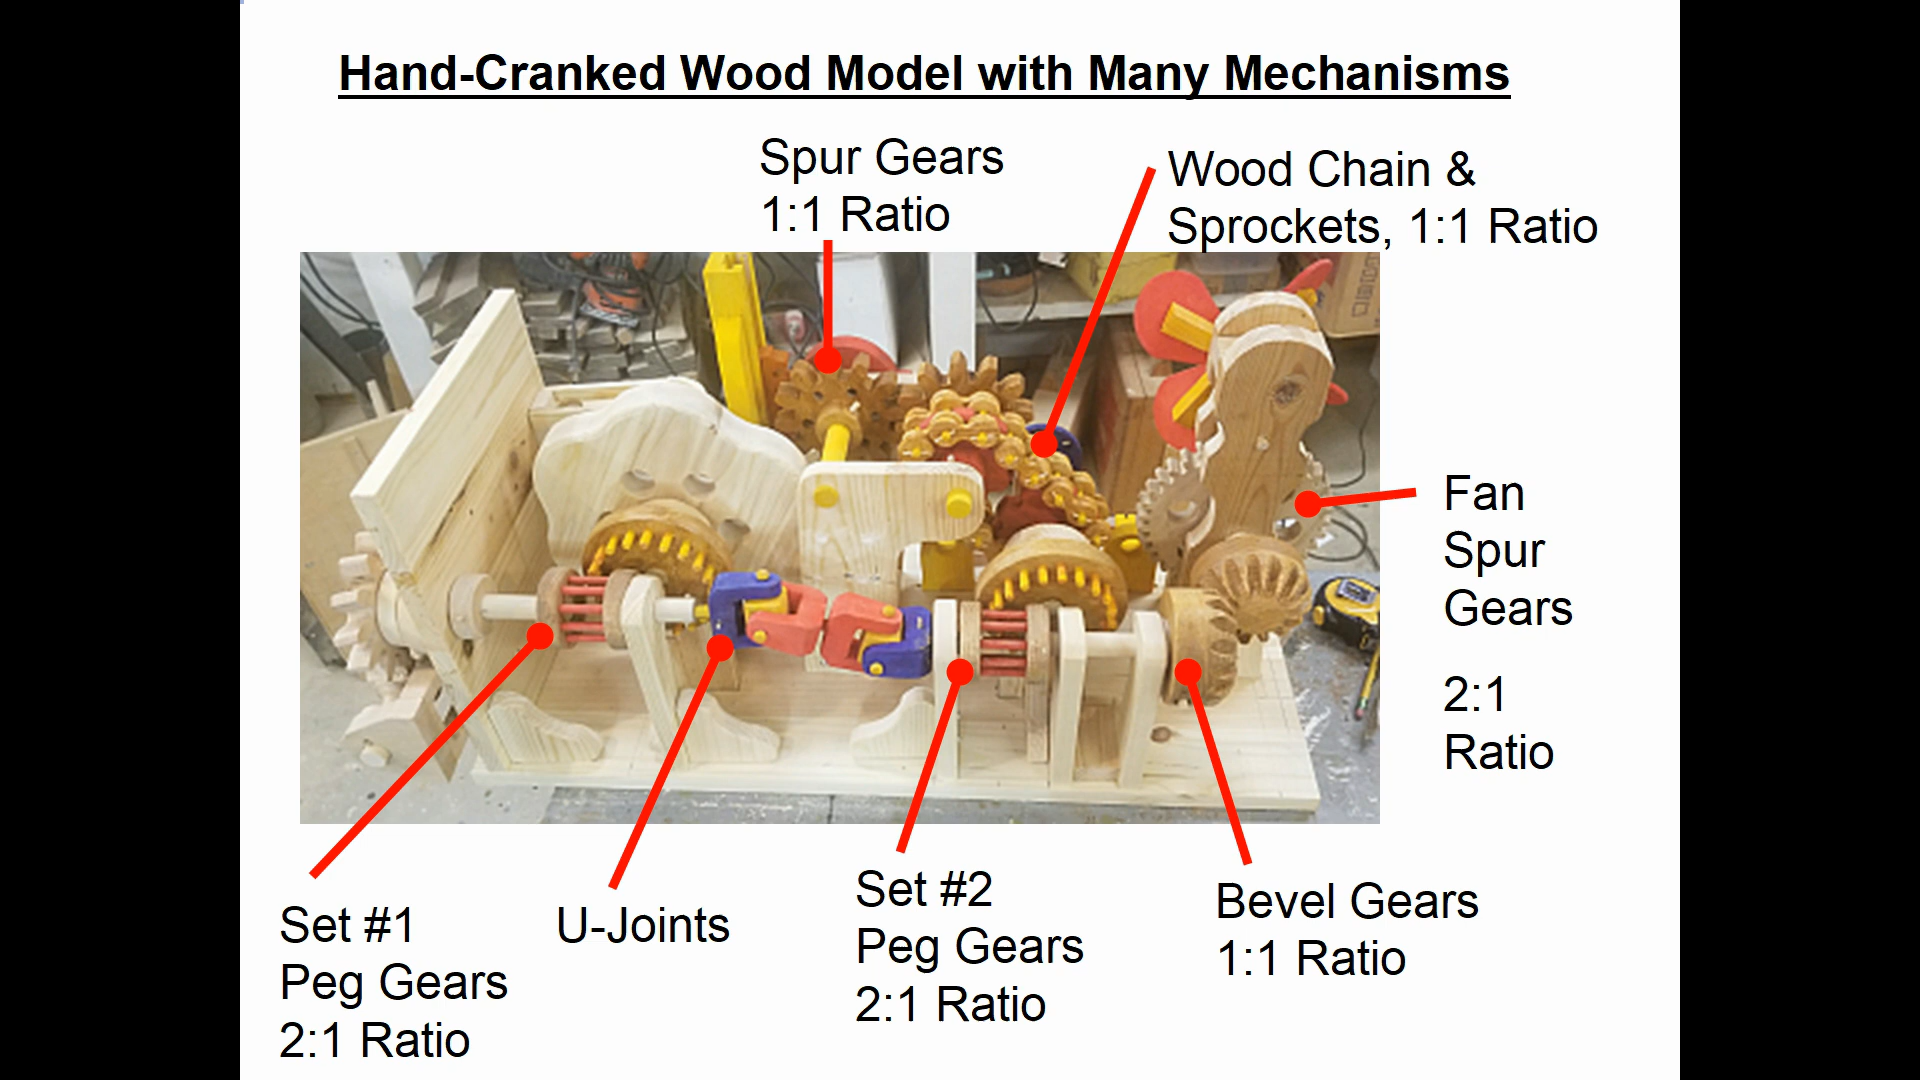 Hand-Cranked Wood Model with Many Mechanisms
Spur Gears
1:1 Ratio
Wood Chain &
Sprockets, 1:1 Ratio
Fan
Spur
Gears
2:1
Ratio
Set #1
Peg Gears
2:1 Ratio
U-Joints
Set #2
Peg Gears
2:1 Ratio
Bevel Gears
1:1 Ratio